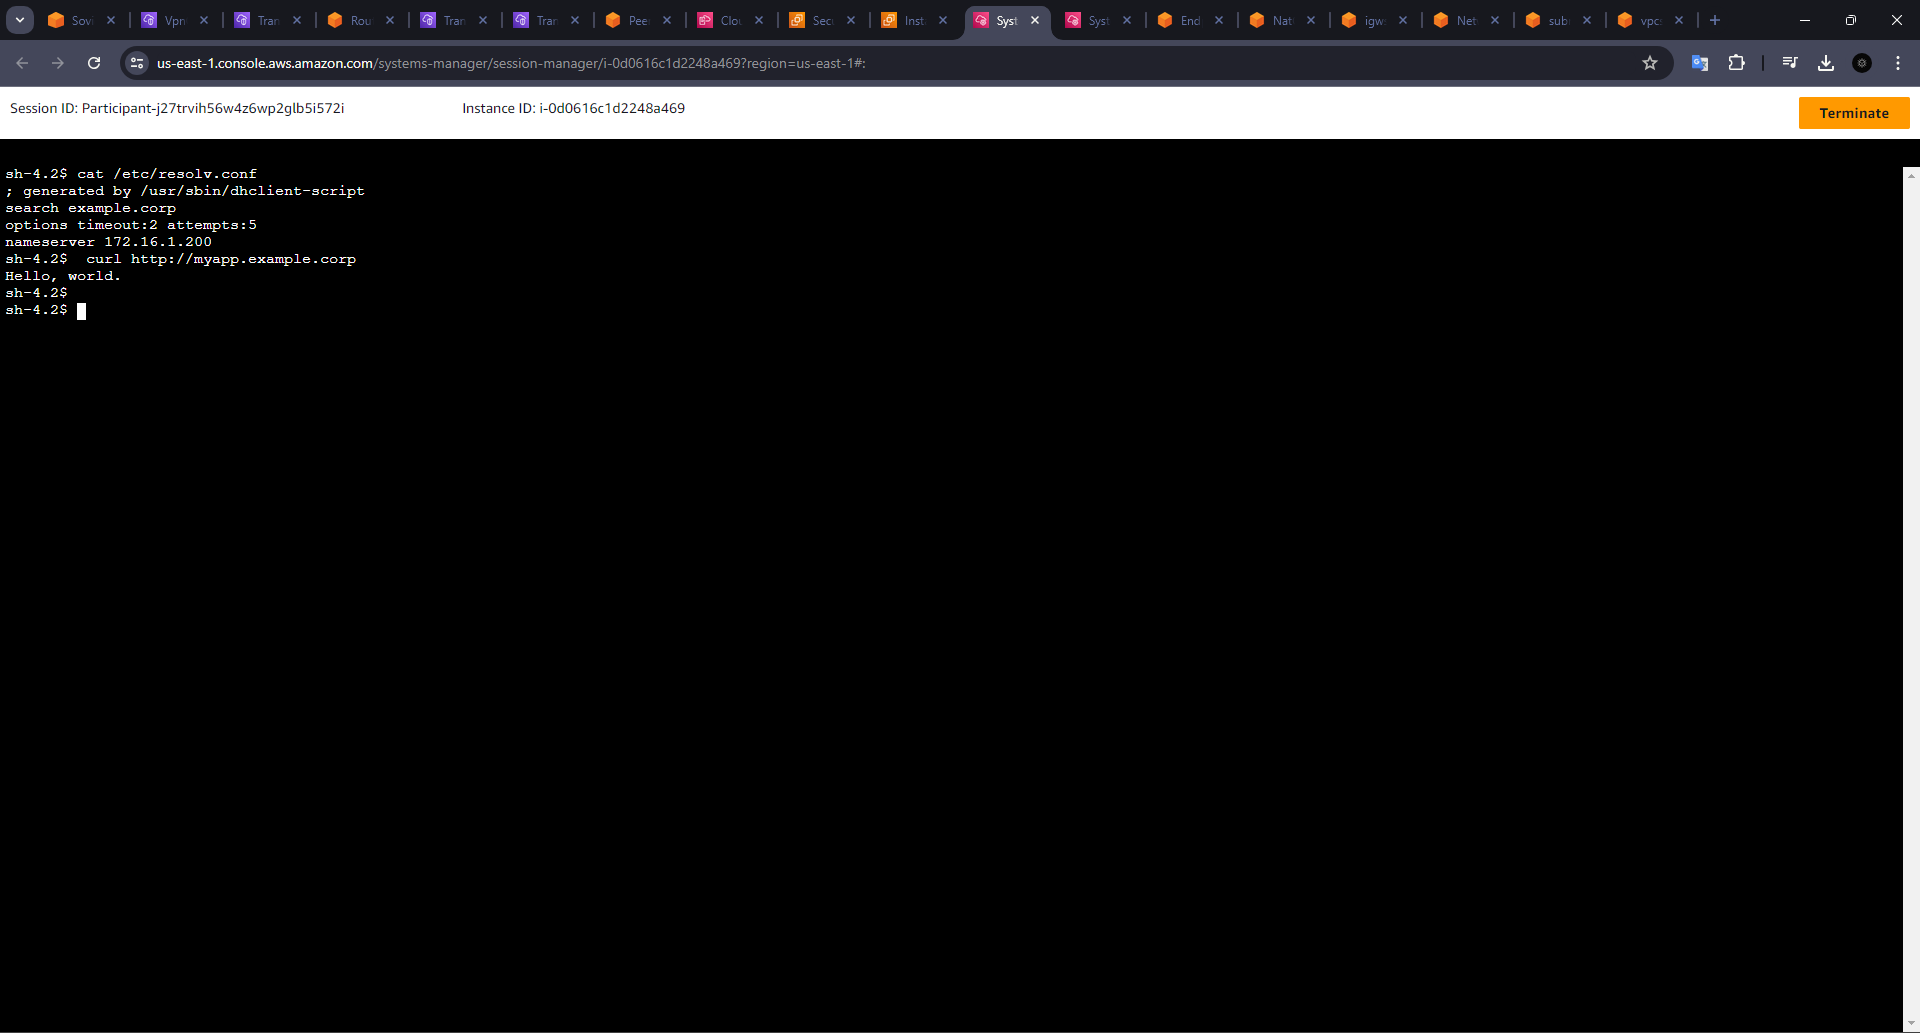 Sovi
Vpn
Tran
Rou
Tran
Tran
Pee
Clou
Secu
Inst
Syst
Syst
End
Nat
igw
Net
sub
vpc
us-east-1.console.aws.amazon.com/systems-manager/session-manager/i-0d0616c1d2248a469?region=us-east-1#:
Session ID: Participant-j27trvih56w4z6wp2glb5i572i
Instance ID: i-0d0616c1d2248a469
Terminate
sh-4.2$ cat /etc/resolv.conf
; generated by /usr/sbin/dhclient-script
search example.corp
options timeout:2 attempts:5
nameserver 172.16.1.200
sh-4.2$  curl http://myapp.example.corp
Hello, world.
sh-4.2$
sh-4.2$